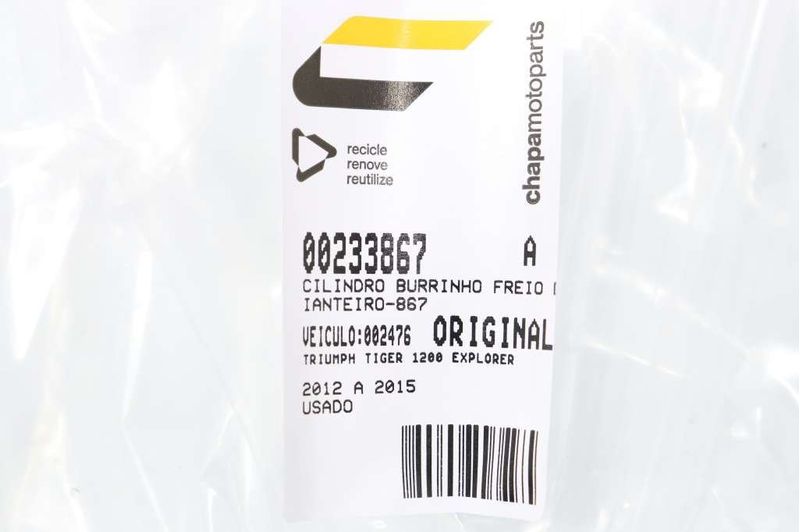 chapamotoparts
recicle
renove
reutilize
00233867 A
CILINDRO BURRINHO FREIO
IANTEIRO-867
VEICULO:002476 ORIGINAL
TRIUMPH TIGER 1200 EXPLORER
2012 A 2015
USADO